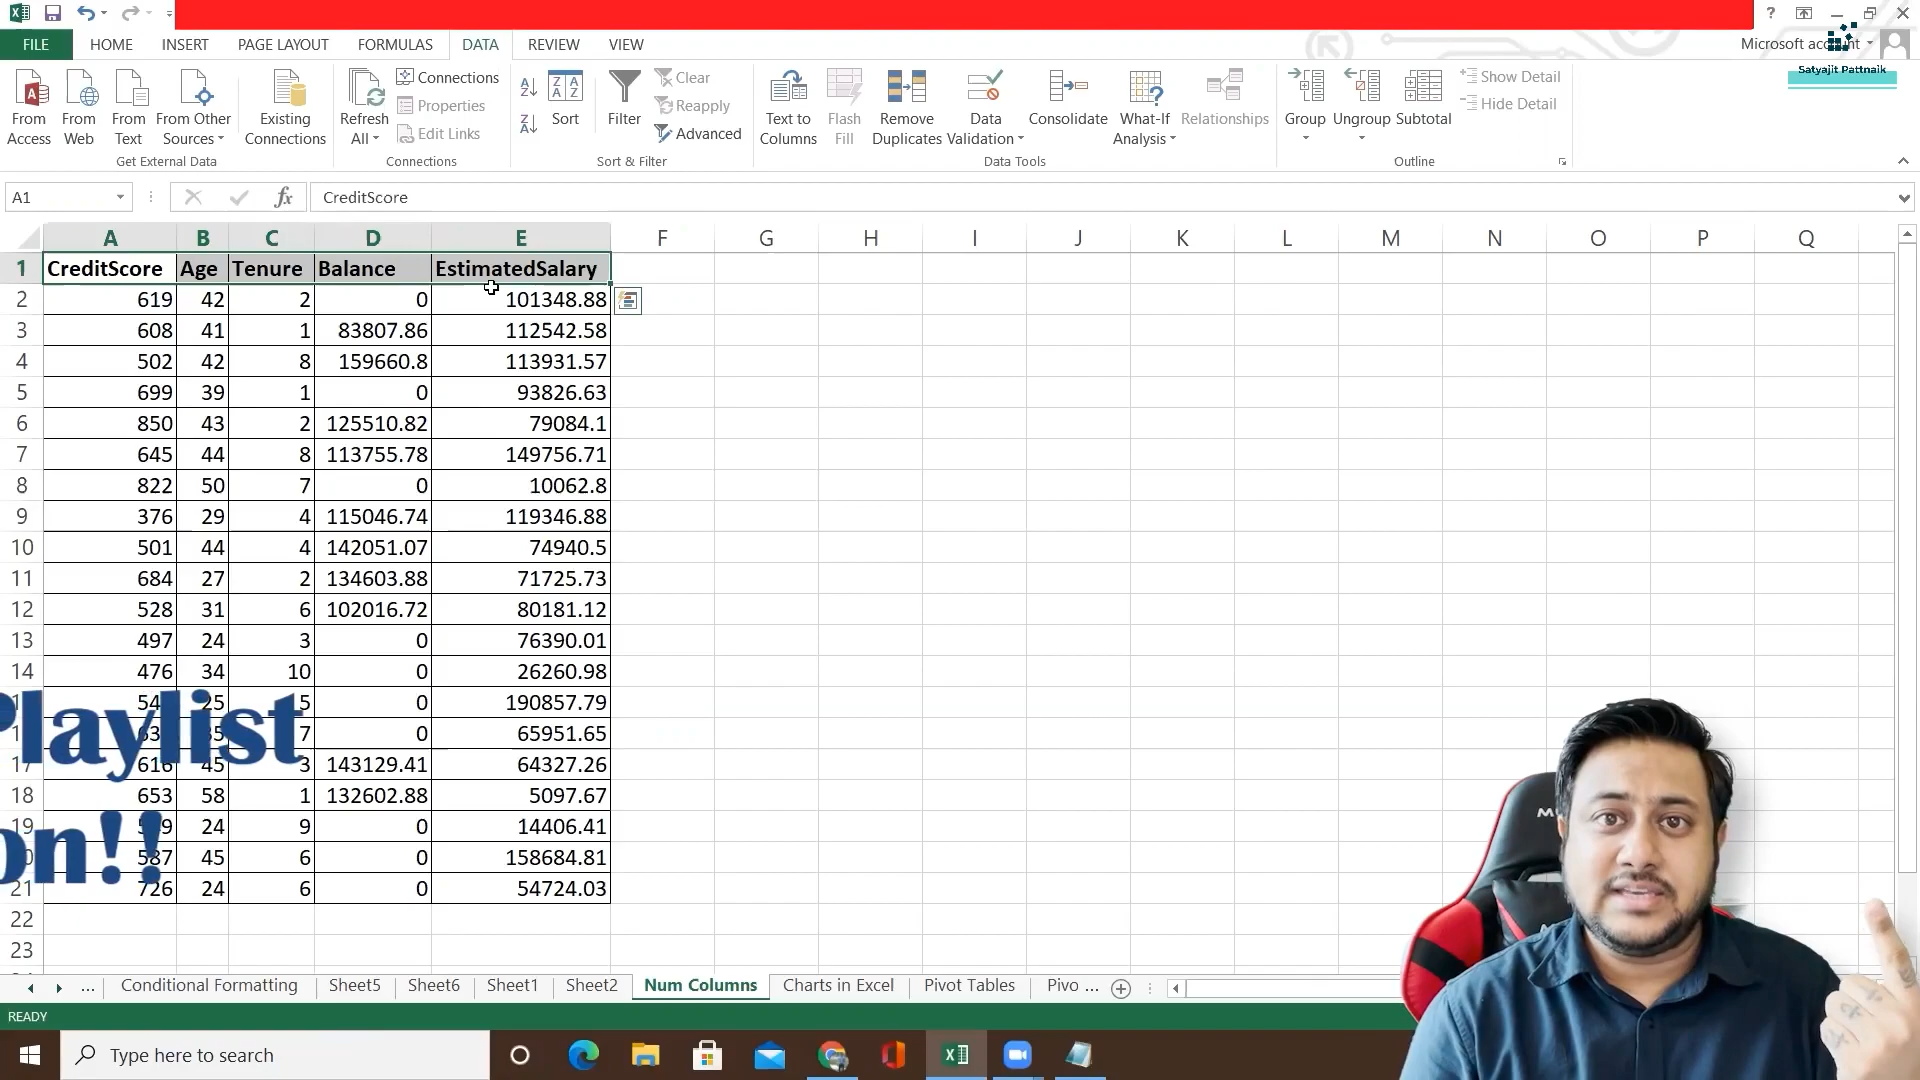 FILE HOME INSERT PAGE LAYOUT FORMULAS DATA REVIEW VIEW
Microsoft account
Satyajit Pattnaik
From Access
From Web
From Text
From Other Sources
Existing Connections
Get External Data
Refresh All
Connections
Properties
Edit Links
Connections
Sort
Filter
Clear
Reapply
Advanced
Sort & Filter
Text to Columns
Flash Fill
Remove Duplicates
Data Validation
Consolidate
What-If Analysis
Relationships
Data Tools
Group
Ungroup
Subtotal
Show Detail
Hide Detail
Outline
A1 fx CreditScore
A B C D E F G H I J K L M N O P Q
1 CreditScore Age Tenure Balance EstimatedSalary
2 619 42 2 0 101348.88
3 608 41 1 83807.86 112542.58
4 502 42 8 159660.8 113931.57
5 699 39 1 0 93826.63
6 850 43 2 125510.82 79084.1
7 645 44 8 113755.78 149756.71
8 822 50 7 0 10062.8
9 376 29 4 115046.74 119346.88
10 501 44 4 142051.07 74940.5
11 684 27 2 134603.88 71725.73
12 528 31 6 102016.72 80181.12
13 497 24 3 0 76390.01
14 476 34 10 0 26260.98
25 5 0 190857.79
7 0 65951.65
Playlist
17 616 45 3 143129.41 64327.26
18 653 58 1 132602.88 5097.67
19 24 9 0 14406.41
on!!
587 45 6 0 158684.81
21 726 24 6 0 54724.03
22
23
... Conditional Formatting Sheet5 Sheet6 Sheet1 Sheet2 Num Columns Charts in Excel Pivot Tables Pivo ...
READY
Type here to search